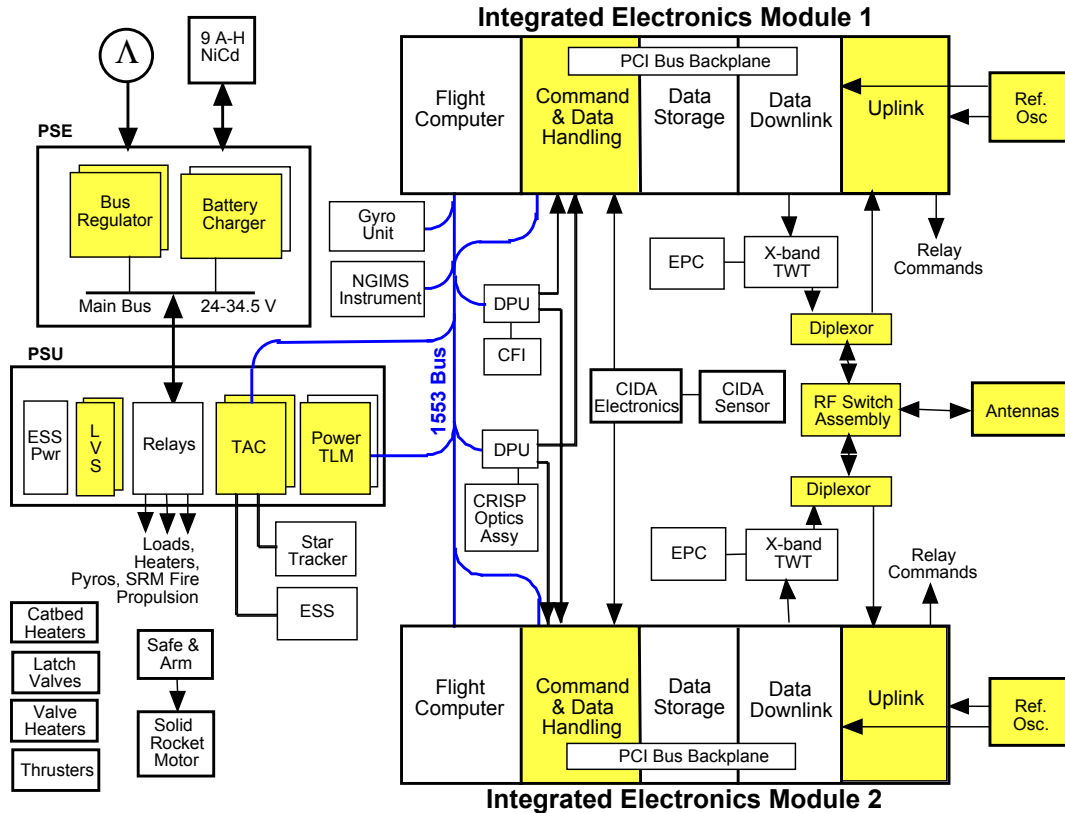 Integrated Electronics Module 1
Λ
9 A-H
NiCd
PCI Bus Backplane
Flight
Computer
Command
& Data
Handling
Data
Storage
Data
Downlink
Uplink
Ref.
Osc
PSE
Bus
Regulator
Battery
Charger
Main Bus
24-34.5 V
Gyro
Unit
NGIMS
Instrument
DPU
CFI
EPC
X-band
TWT
Relay
Commands
Diplexor
PSU
ESS
Pwr
L
V
S
Relays
TAC
Power
TLM
1553 Bus
CIDA
Electronics
CIDA
Sensor
RF Switch
Assembly
Antennas
DPU
CRISP
Optics
Assy
Diplexor
EPC
X-band
TWT
Relay
Commands
Loads,
Heaters,
Pyros, SRM Fire
Propulsion
Star
Tracker
ESS
Catbed
Heaters
Latch
Valves
Valve
Heaters
Thrusters
Safe &
Arm
Solid
Rocket
Motor
Flight
Computer
Command
& Data
Handling
Data
Storage
Data
Downlink
Uplink
Ref.
Osc.
PCI Bus Backplane
Integrated Electronics Module 2